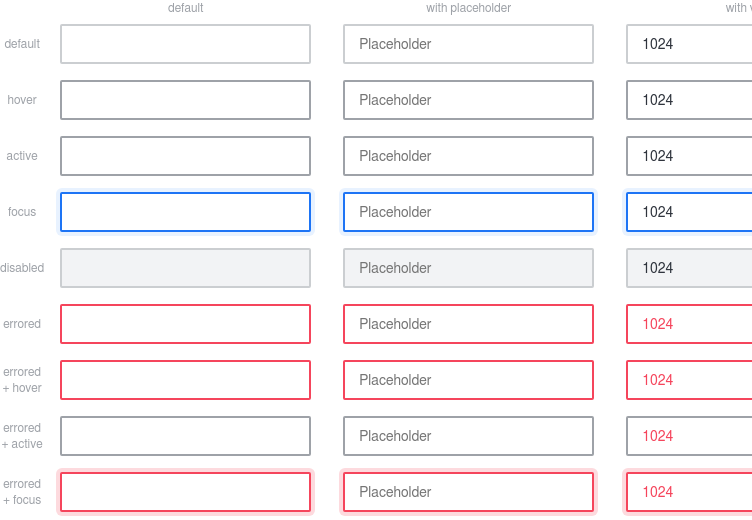 default with placeholder with
default Placeholder 1024
hover Placeholder 1024
active Placeholder 1024
focus Placeholder 1024
disabled Placeholder 1024
errored Placeholder 1024
errored
+ hover Placeholder 1024
errored
+ active Placeholder 1024
errored
+ focus Placeholder 1024